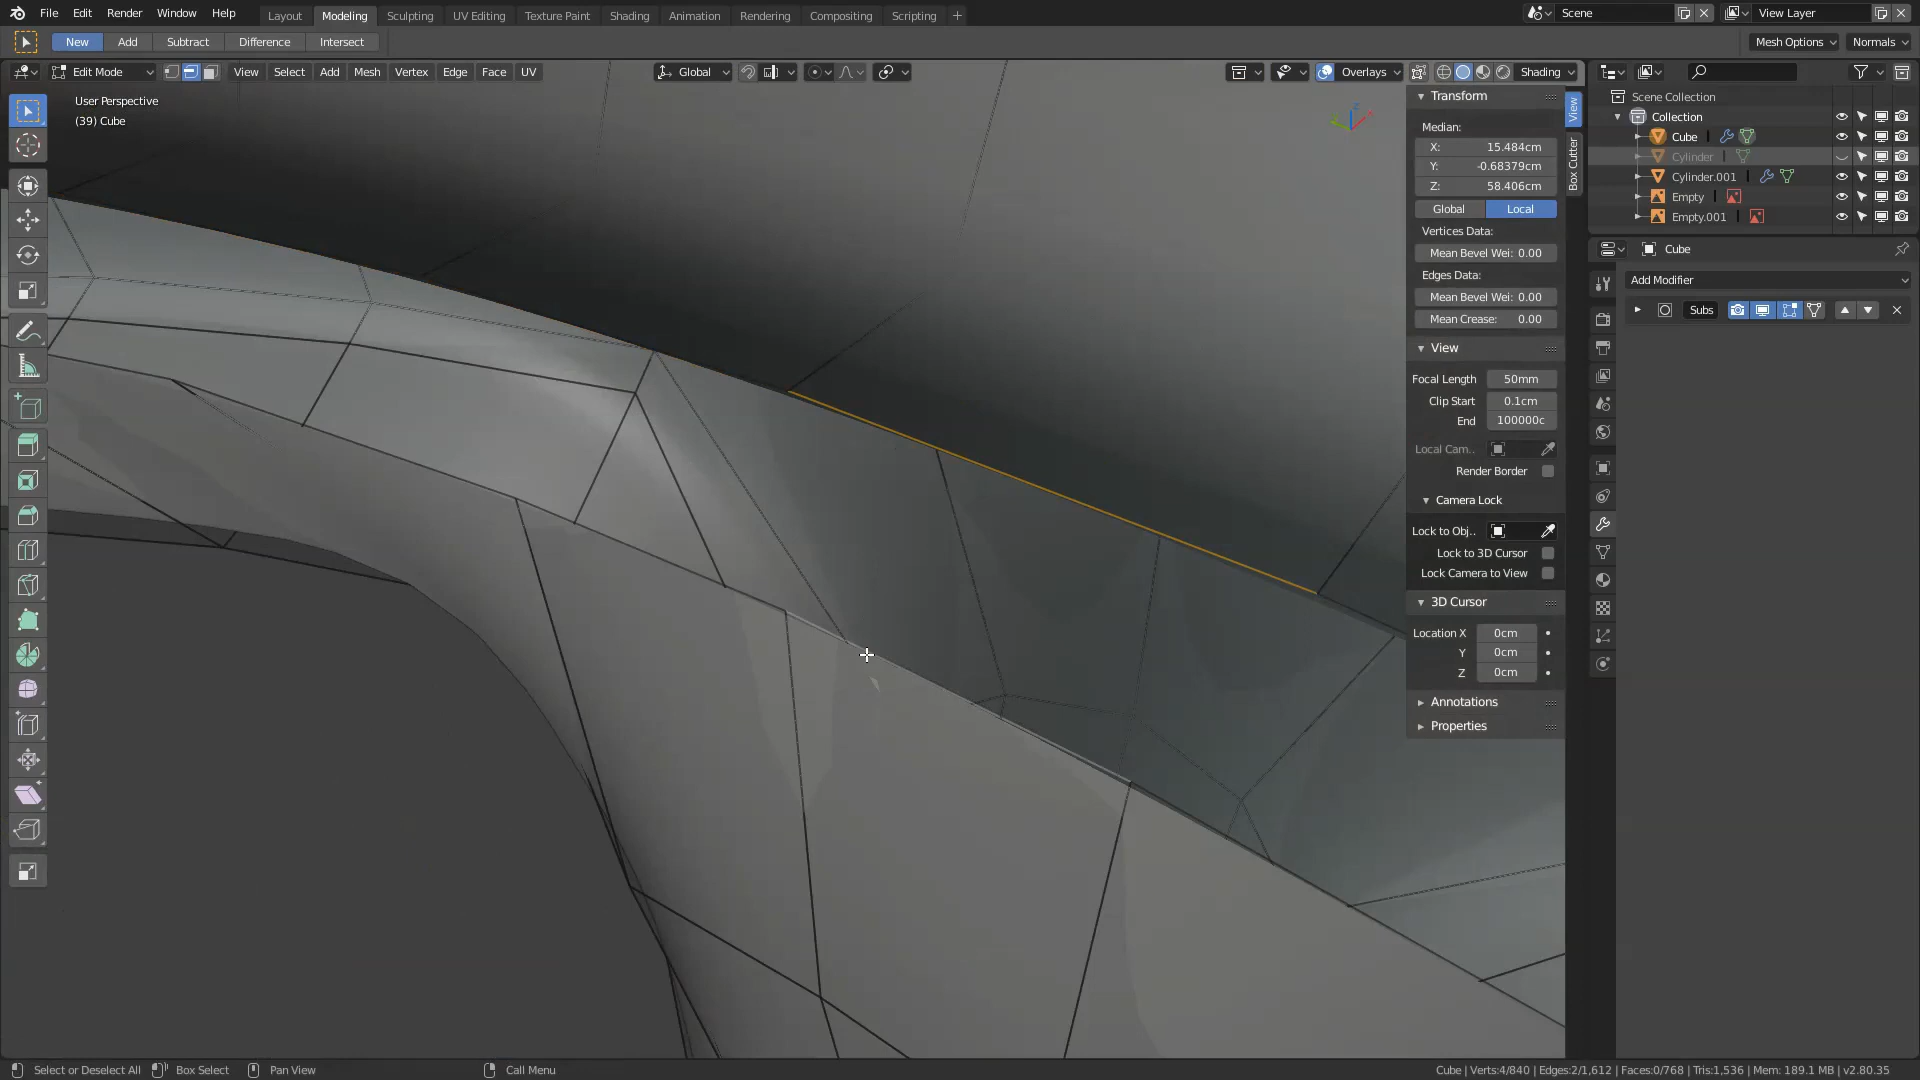 File Edit Render Window Help Layout Modeling Sculpting UV Editing Texture Paint Shading Animation Rendering Compositing Scripting + Scene View Layer
New Add Subtract Difference Intersect Mesh Options Normals
Edit Mode View Select Add Mesh Vertex Edge Face UV Global Overlays Shading
User Perspective
(39) Cube
Transform
Median:
X: 15.484cm
Y: -0.68379cm
Z: 58.406cm
Global Local
Vertices Data:
Mean Bevel Wei: 0.00
Edges Data:
Mean Bevel Wei: 0.00
Mean Crease: 0.00
View
Focal Length 50mm
Clip Start 0.1cm
End 100000c
Local Cam..
Render Border
Camera Lock
Lock to Obj..
Lock to 3D Cursor
Lock Camera to View
3D Cursor
Location X 0cm
Y 0cm
Z 0cm
Annotations
Properties
View
Box Cutter
Scene Collection
Collection
Cube
Cylinder
Cylinder.001
Empty
Empty.001
Cube
Add Modifier
Subs
Select or Deselect All Box Select Pan View Call Menu Cube | Verts:4/840 | Edges:2/1,612 | Faces:0/768 | Tris:1,536 | Mem: 189.1 MB | v2.80.35